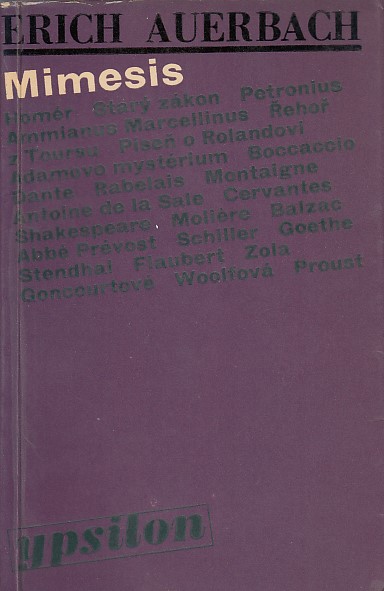 ERICH AUERBACH
Mimesis
Homér Starý zákon Petronius
Ammianus Marcellinus Řehoř
z Toursu Píseň o Rolandovi
Adamovo mystérium Boccaccio
Dante Rabelais Montaigne
Antoine de la Sale Cervantes
Shakespeare Molière Balzac
Abbé Prévost Schiller Goethe
Stendhal Flaubert Zola
Goncourtové Woolfová Proust
ypsilon